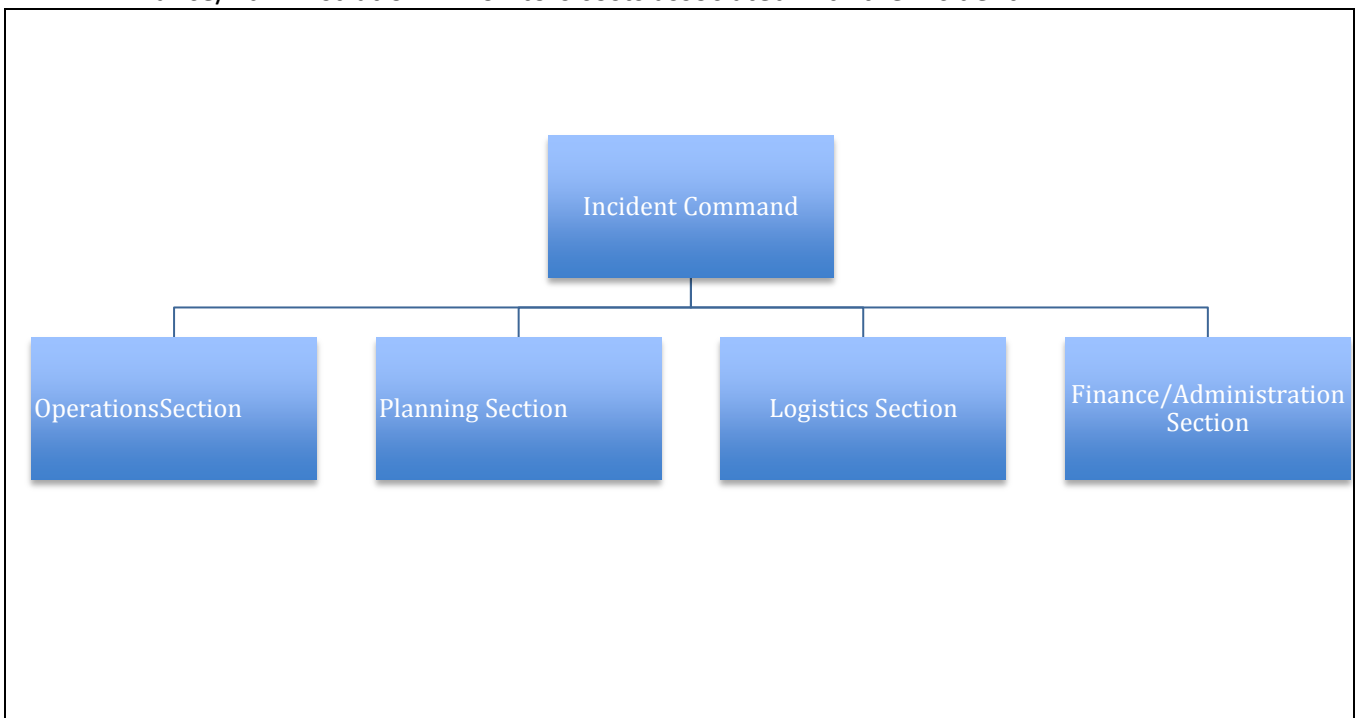 Incident Command
OperationsSection
Planning Section
Logistics Section
Finance/Administration
Section